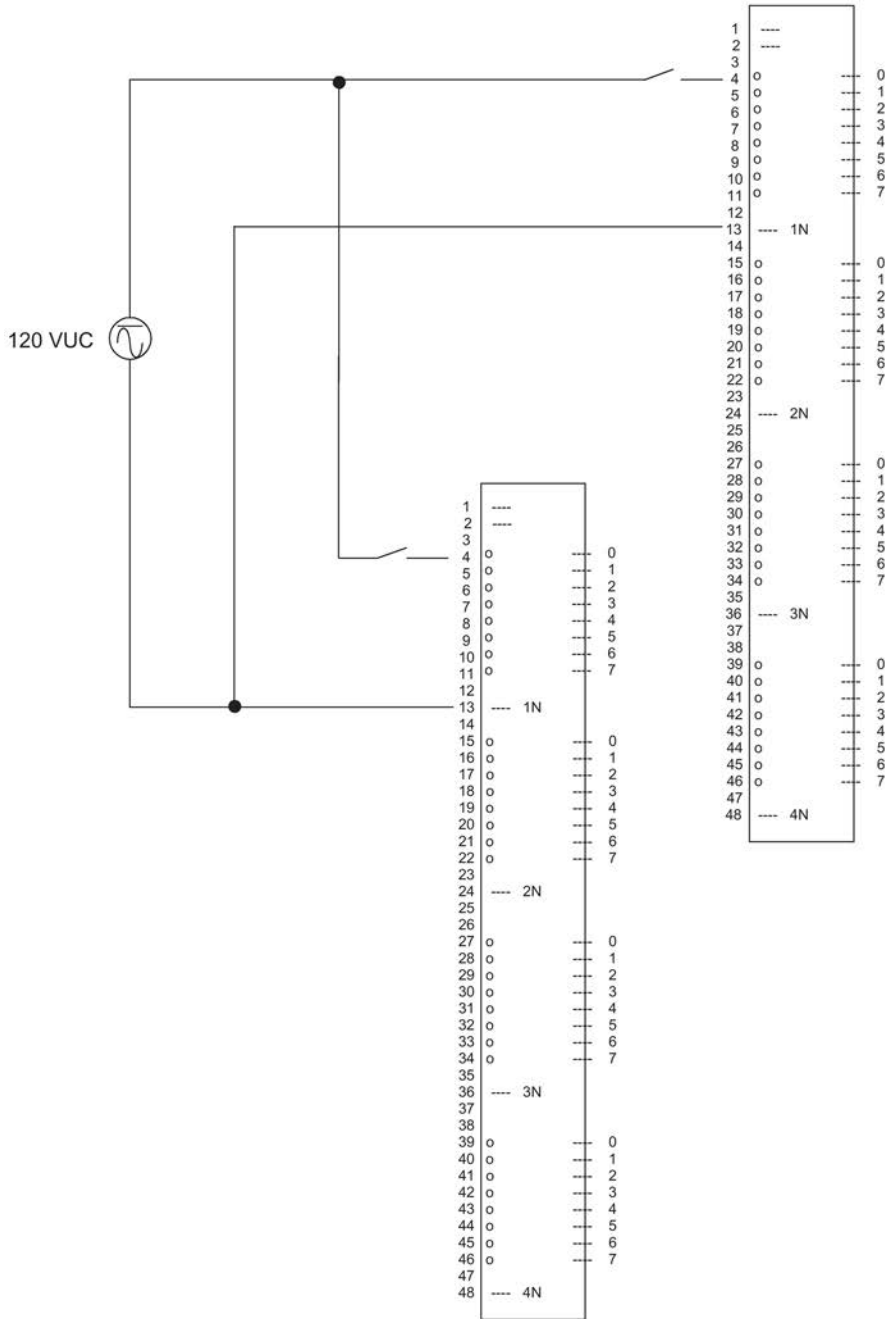 1 ----
2 ----
3
4 o ---- 0
5 o ---- 1
6 o ---- 2
7 o ---- 3
8 o ---- 4
9 o ---- 5
10 o ---- 6
11 o ---- 7
12
13 ---- 1N
14
15 o ---- 0
16 o ---- 1
17 o ---- 2
18 o ---- 3
19 o ---- 4
20 o ---- 5
21 o ---- 6
22 o ---- 7
23
24 ---- 2N
25
26
27 o ---- 0
28 o ---- 1
29 o ---- 2
30 o ---- 3
31 o ---- 4
32 o ---- 5
33 o ---- 6
34 o ---- 7
35
36 ---- 3N
37
38
39 o ---- 0
40 o ---- 1
41 o ---- 2
42 o ---- 3
43 o ---- 4
44 o ---- 5
45 o ---- 6
46 o ---- 7
47
48 ---- 4N
120 VUC
1 ----
2 ----
3
4 o ---- 0
5 o ---- 1
6 o ---- 2
7 o ---- 3
8 o ---- 4
9 o ---- 5
10 o ---- 6
11 o ---- 7
12
13 ---- 1N
14
15 o ---- 0
16 o ---- 1
17 o ---- 2
18 o ---- 3
19 o ---- 4
20 o ---- 5
21 o ---- 6
22 o ---- 7
23
24 ---- 2N
25
26
27 o ---- 0
28 o ---- 1
29 o ---- 2
30 o ---- 3
31 o ---- 4
32 o ---- 5
33 o ---- 6
34 o ---- 7
35
36 ---- 3N
37
38
39 o ---- 0
40 o ---- 1
41 o ---- 2
42 o ---- 3
43 o ---- 4
44 o ---- 5
45 o ---- 6
46 o ---- 7
47
48 ---- 4N